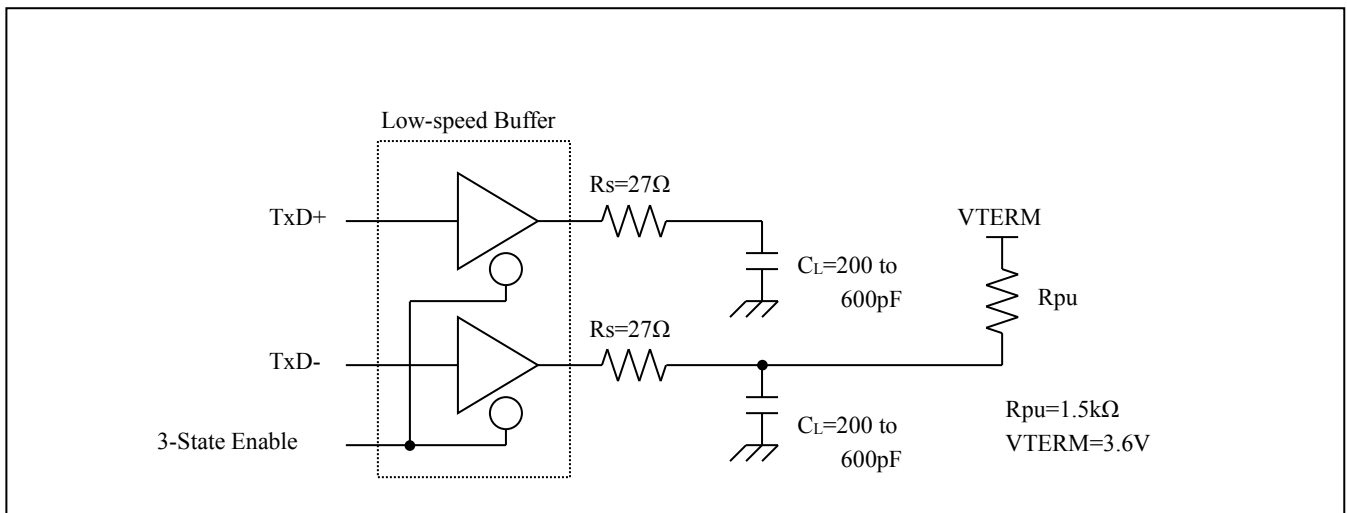 Low-speed Buffer
TxD+
Rs=27Ω
CL=200 to
600pF
VTERM
Rpu
TxD-
Rs=27Ω
CL=200 to
600pF
3-State Enable
Rpu=1.5kΩ
VTERM=3.6V